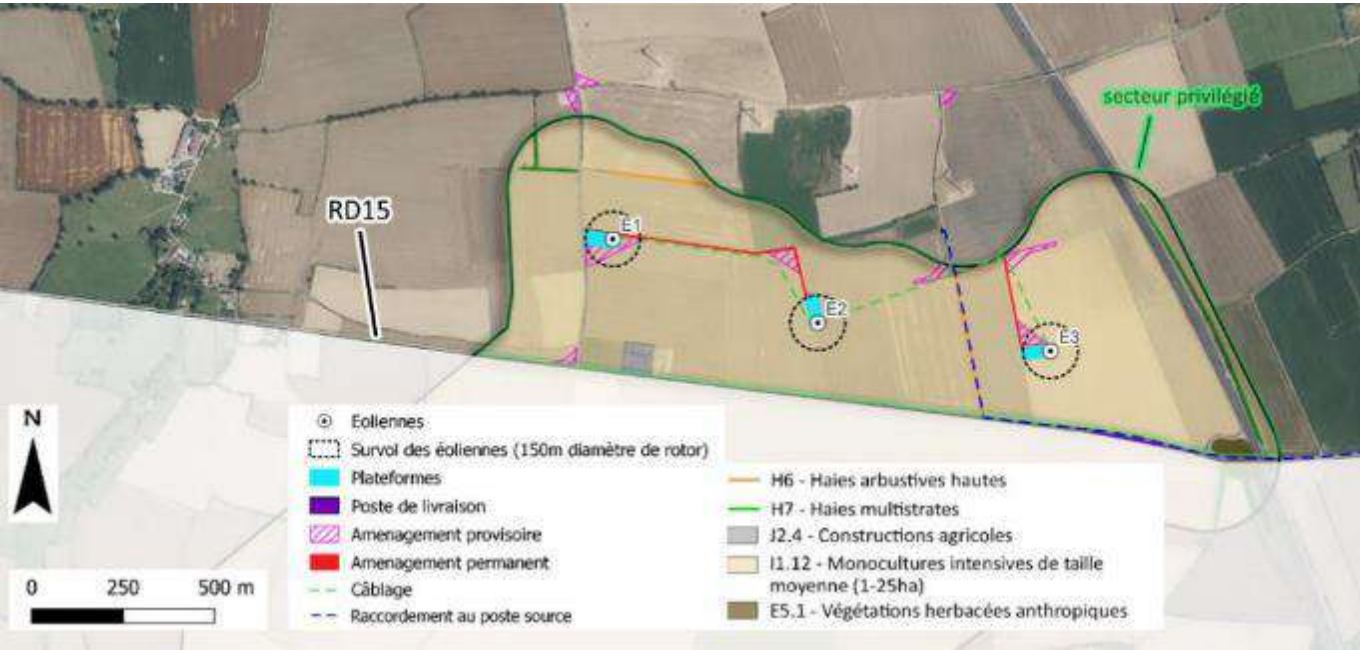 secteur privilégié
RD15
E1
E2
E3
N
0 250 500 m
Eoliennes
Survol des éoliennes (150m diamètre de rotor)
Plateformes
Poste de livraison
Amenagement provisoire
Amenagement permanent
Câblage
Raccordement au poste source
H6 - Haies arbustives hautes
H7 - Haies multistrates
J2.4 - Constructions agricoles
I1.12 - Monocultures intensives de taille
moyenne (1-25ha)
E5.1 - Végétations herbacées anthropiques